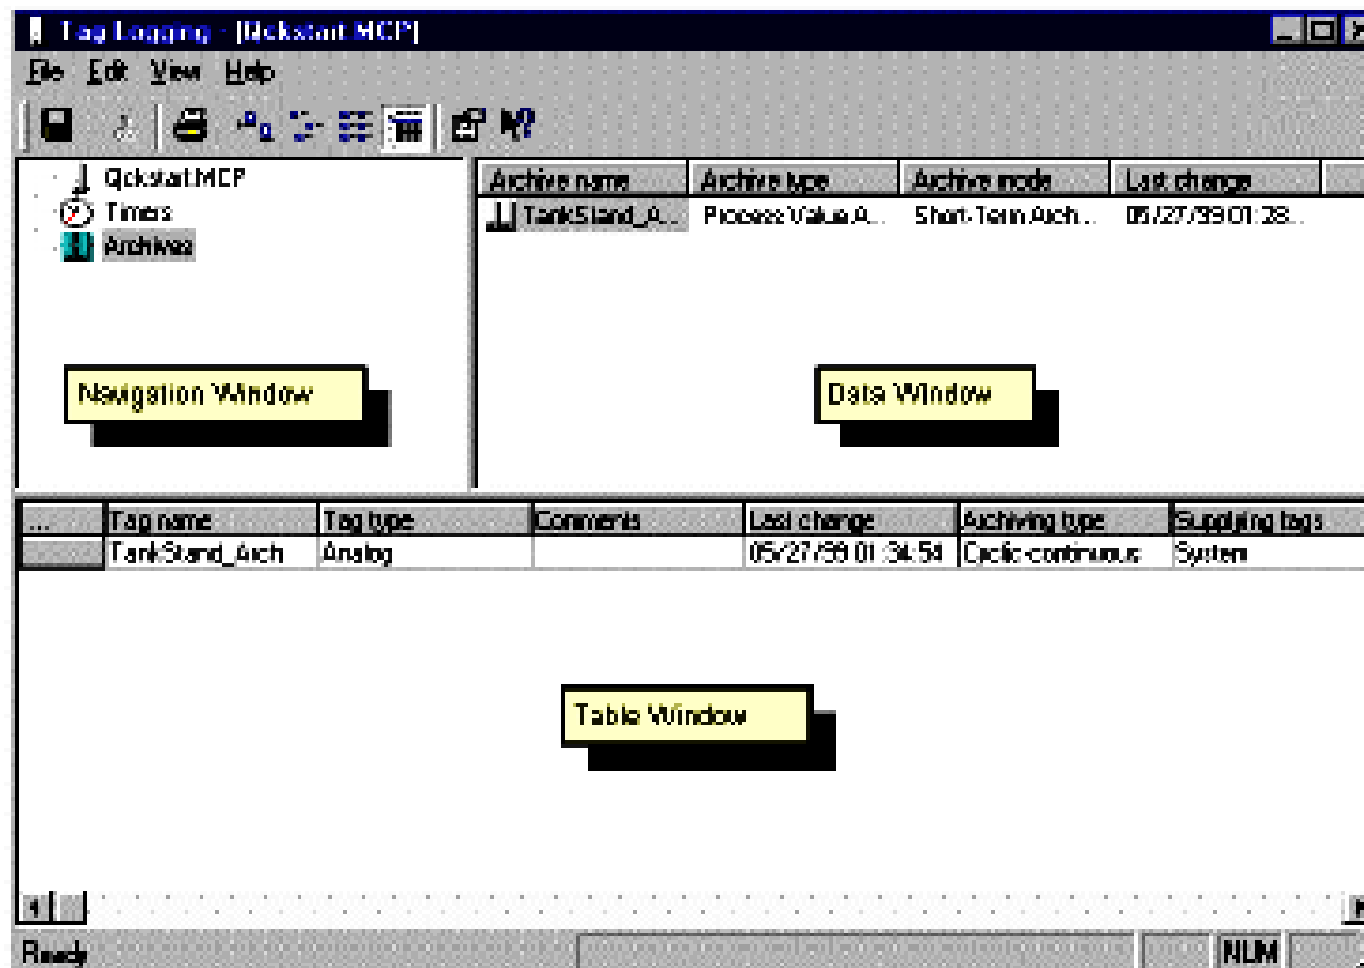 Tag Logging - [Qckstart.MCP]
File Edit View Help
Qckstart.MCP
Timers
Archives
Archive name Archive type Archive mode Last change
TankStand_A... Process Value A... Short-Term Arch... 05/27/99 01:28...
Navigation Window
Data Window
... Tag name Tag type Comments Last change Archiving type Supplying tags
TankStand_Arch Analog 05/27/99 01:34:54 Cyclic-continuous System
Table Window
Ready NUM